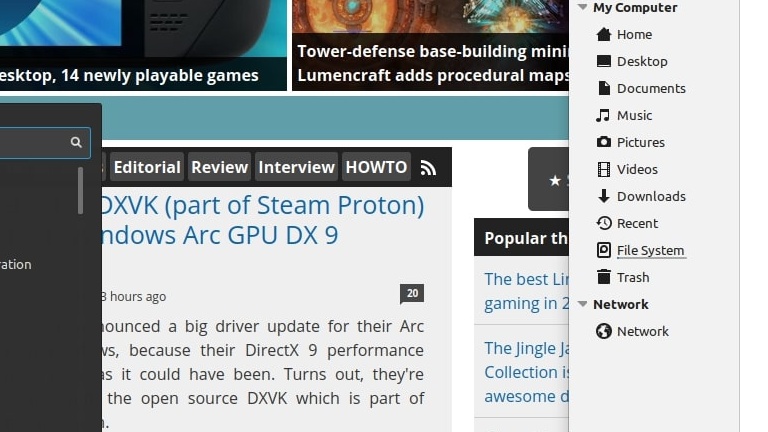 esktop, 14 newly playable games
Tower-defense base-building
Lumencraft adds procedural maps
Editorial
Review
Interview
HOWTO
DXVK (part of Steam Proton)
ndows Arc GPU DX 9
3 hours ago
20
nounced a big driver update for their Arc
ws, because their DirectX 9 performance
as it could have been. Turns out, they're
the open source DXVK which is part of
ration
★
Popular th
The best Lin
gaming in 2
The Jingle Ja
Collection is
awesome d
My Computer
Home
Desktop
Documents
Music
Pictures
Videos
Downloads
Recent
File System
Trash
Network
Network